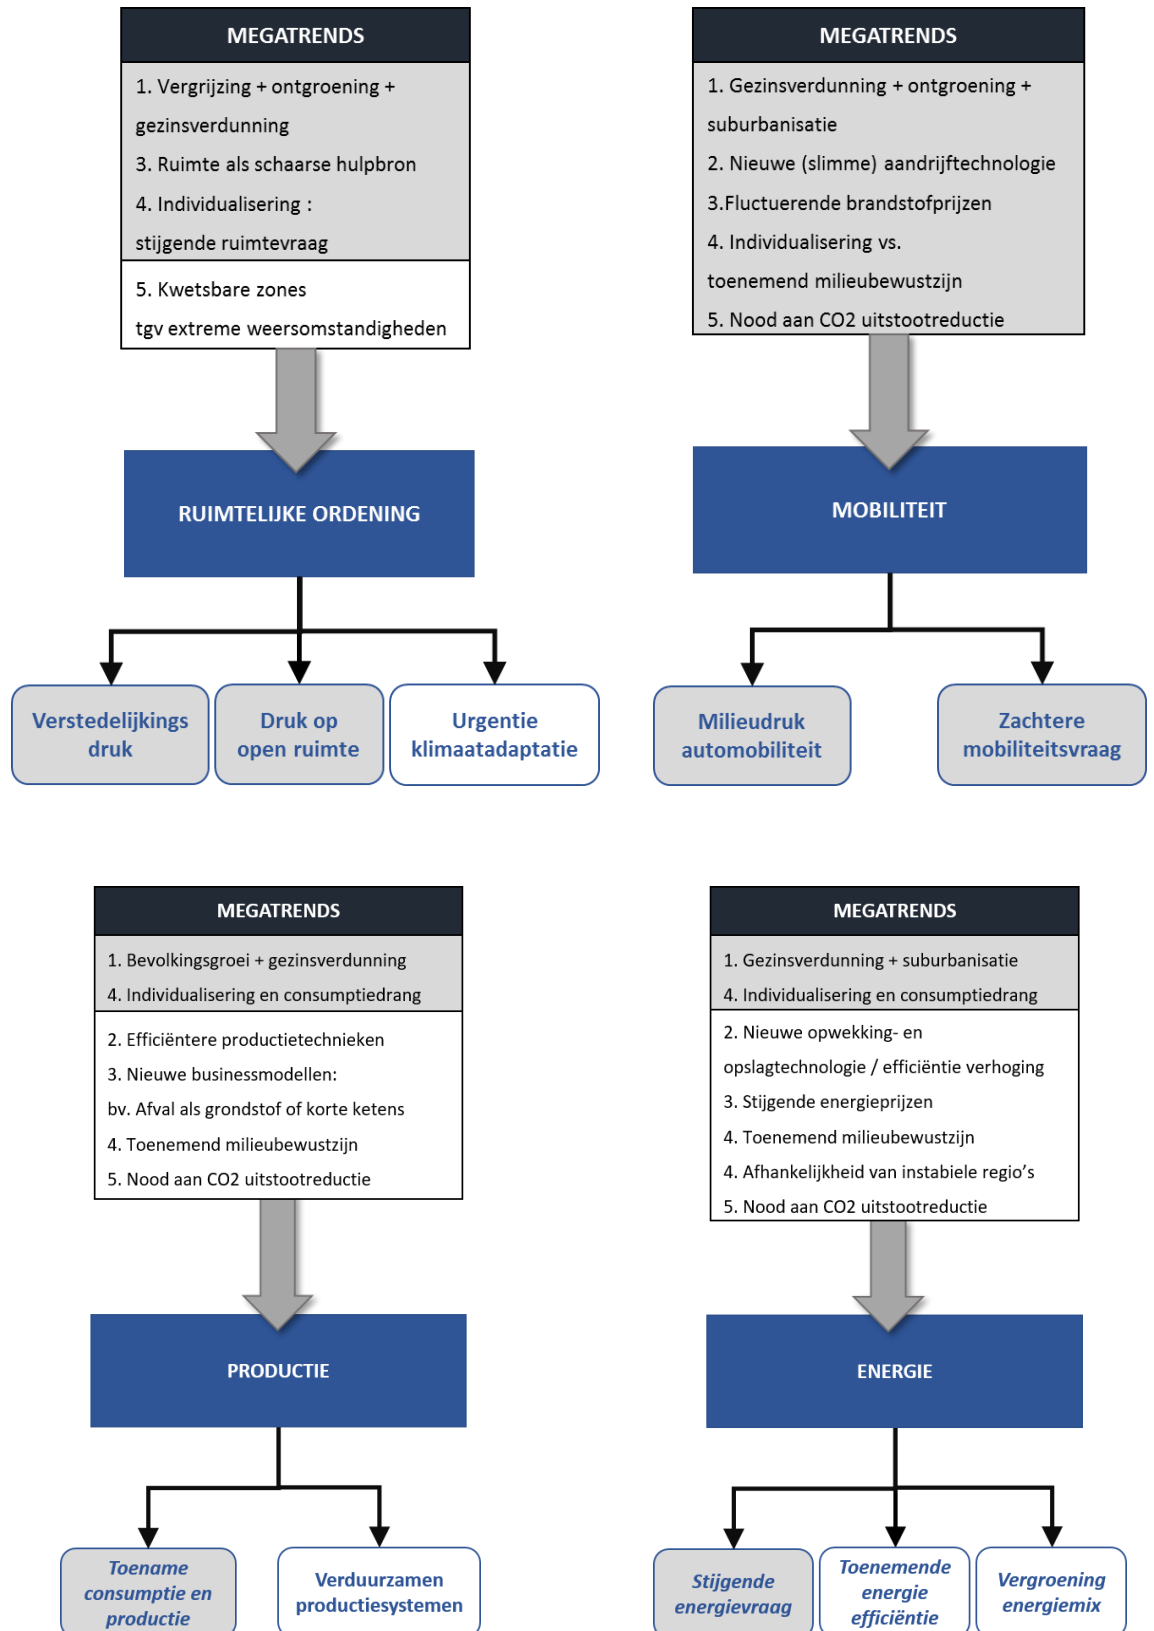 MEGATRENDS
1. Vergrijzing + ontgroening +
gezinsverdunning
3. Ruimte als schaarse hulpbron
4. Individualisering :
stijgende ruimtevraag
5. Kwetsbare zones
tgv extreme weersomstandigheden
RUIMTELIJKE ORDENING
Verstedelijkings
druk
Druk op
open ruimte
Urgentie
klimaatadaptatie
MEGATRENDS
1. Gezinsverdunning + ontgroening +
suburbanisatie
2. Nieuwe (slimme) aandrijftechnologie
3.Fluctuerende brandstofprijzen
4. Individualisering vs.
toenemend milieubewustzijn
5. Nood aan CO2 uitstootreductie
MOBILITEIT
Milieudruk
automobiliteit
Zachtere
mobiliteitsvraag
MEGATRENDS
1. Bevolkingsgroei + gezinsverdunning
4. Individualisering en consumptiedrang
2. Efficiëntere productietechnieken
3. Nieuwe businessmodellen:
bv. Afval als grondstof of korte ketens
4. Toenemend milieubewustzijn
5. Nood aan CO2 uitstootreductie
PRODUCTIE
Toename
consumptie en
productie
Verduurzamen
productiesystemen
MEGATRENDS
1. Gezinsverdunning + suburbanisatie
4. Individualisering en consumptiedrang
2. Nieuwe opwekking- en
opslagtechnologie / efficiëntie verhoging
3. Stijgende energieprijzen
4. Toenemend milieubewustzijn
4. Afhankelijkheid van instabiele regio's
5. Nood aan CO2 uitstootreductie
ENERGIE
Stijgende
energievraag
Toenemende
energie
efficiëntie
Vergroening
energiemix